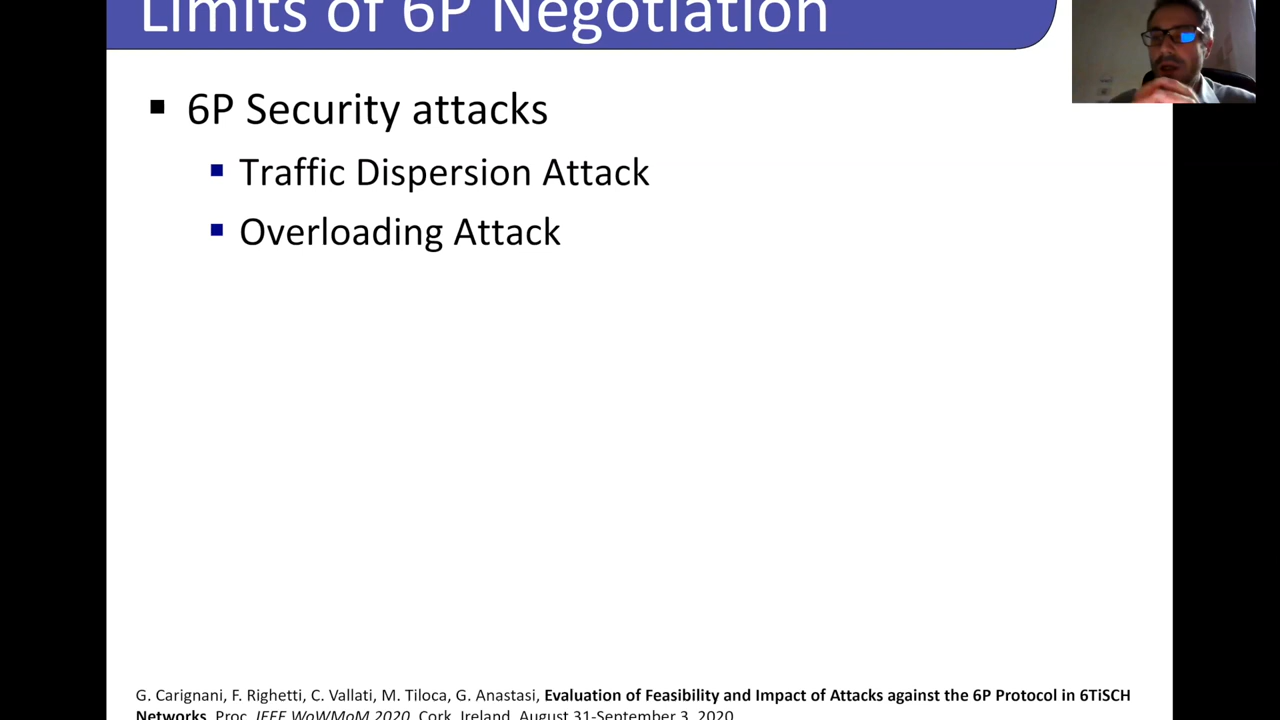 Limits of 6P Negotiation
6P Security attacks
Traffic Dispersion Attack
Overloading Attack
G. Carignani, F. Righetti, C. Vallati, M. Tiloca, G. Anastasi, Evaluation of Feasibility and Impact of Attacks against the 6P Protocol in 6TiSCH
Networks, Proc. IEEE WoWMoM 2020, Cork, Ireland, August 31-September 3, 2020